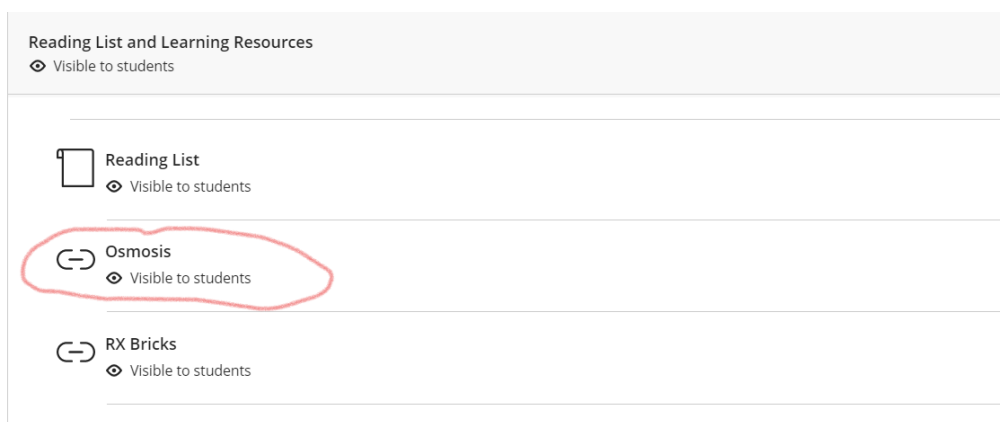 Reading List and Learning Resources
Visible to students
Reading List
Visible to students
Osmosis
Visible to students
RX Bricks
Visible to students